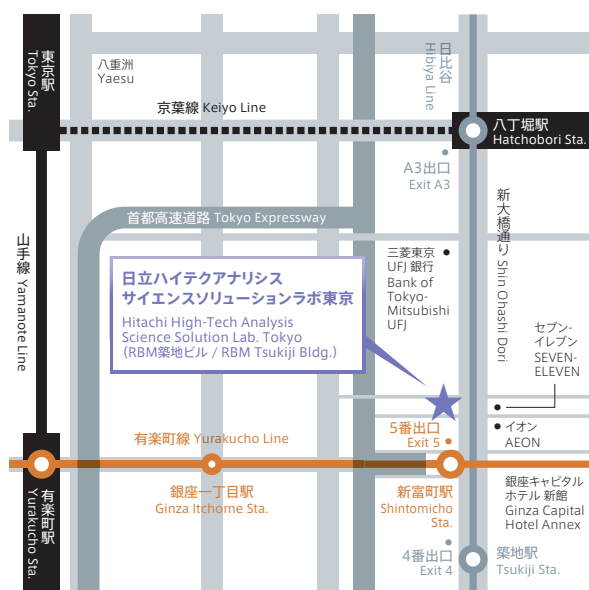 東京駅
Tokyo Sta.
八重洲
Yaesu
日比谷
Hibiya Line
京葉線 Keiyo Line
八丁堀駅
Hatchobori Sta.
A3出口
Exit A3
首都高速道路 Tokyo Expressway
新大橋通り Shin Ohashi Dori
山手線 Yamanote Line
三菱東京
UFJ 銀行
Bank of
Tokyo-
Mitsubishi
UFJ
日立ハイテクアナリシス
サイエンスソリューションラボ東京
Hitachi High-Tech Analysis
Science Solution Lab. Tokyo
(RBM築地ビル / RBM Tsukiji Bldg.)
セブン-
イレブン
SEVEN-
ELEVEN
イオン
AEON
5番出口
Exit 5
有楽町線 Yurakucho Line
有楽町駅
Yurakucho Sta.
銀座一丁目駅
Ginza Itchome Sta.
新富町駅
Shintomicho
Sta.
銀座キャピタル
ホテル 新館
Ginza Capital
Hotel Annex
4番出口
Exit 4
築地駅
Tsukiji Sta.